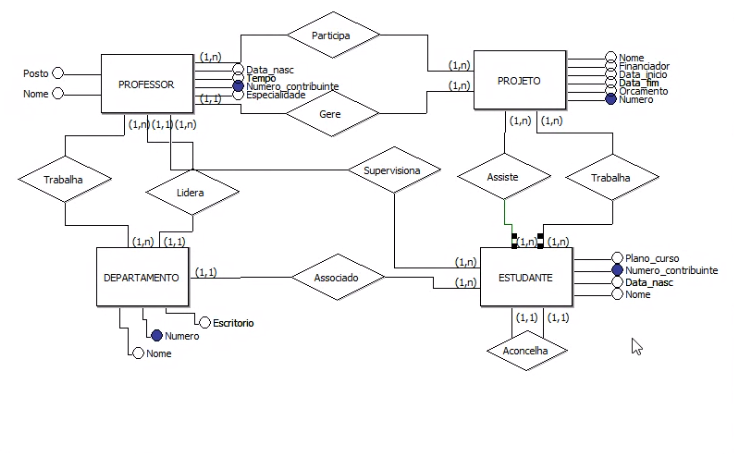 Participa
(1,n)
Posto
PROFESSOR
Data_nasc
Tempo
Numero_contribuinte
Nome
Especialidade
(1,1)
Gere
(1,n)
(1,n)
PROJETO
Nome
Financiador
Data_inicio
Data_fim
Orcamento
Numero
(1,n)
(1,1)
(1,n)
(1,n)
(1,n)
Trabalha
Lidera
Supervisiona
Assiste
Trabalha
(1,n)
(1,1)
(1,n)
(1,n)
DEPARTAMENTO
(1,1)
Associado
(1,n)
(1,n)
ESTUDANTE
Plano_curso
Numero_contribuinte
Data_nasc
Nome
Escritorio
Numero
Nome
(1,1)
(1,1)
Aconcelha